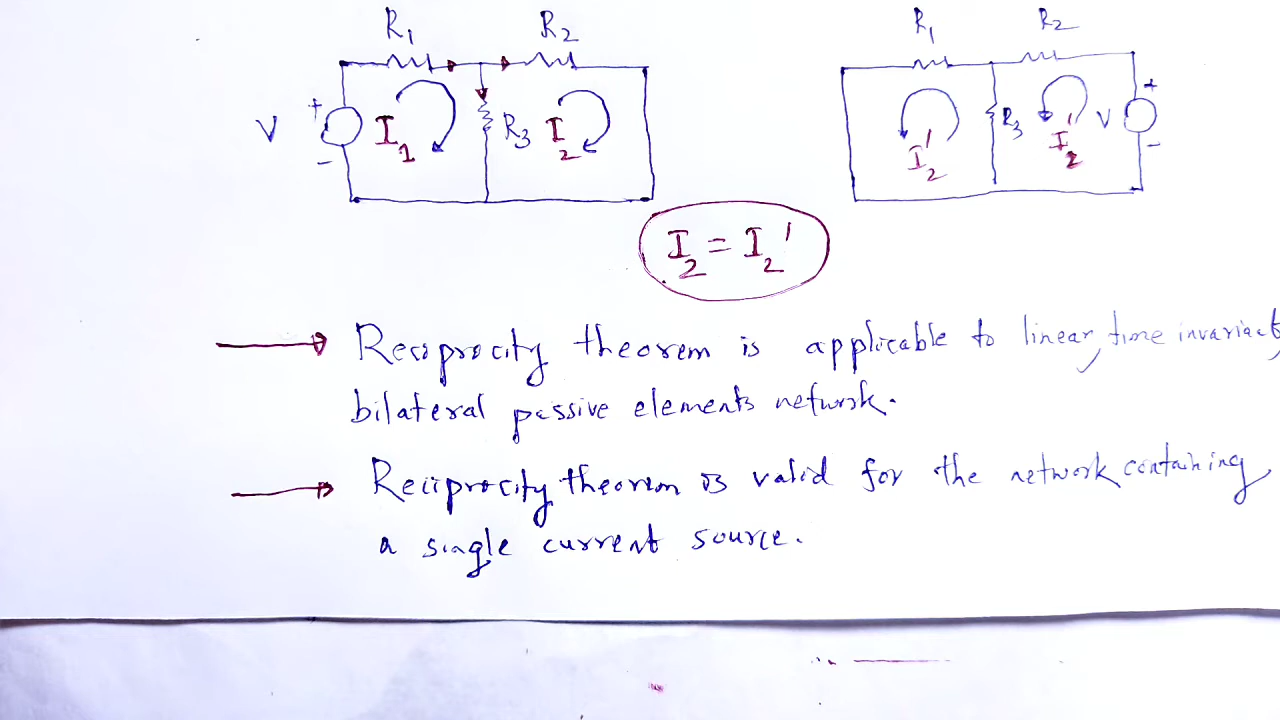 R1 R2
V + - I1 R3 I2
R1 R2
I2' R3 I2' V + -
I2 = I2'
Reciprocity theorem is applicable to linear, time invariant,
bilateral passive elements network.
Reciprocity theorem is valid for the network containing
a single current source.